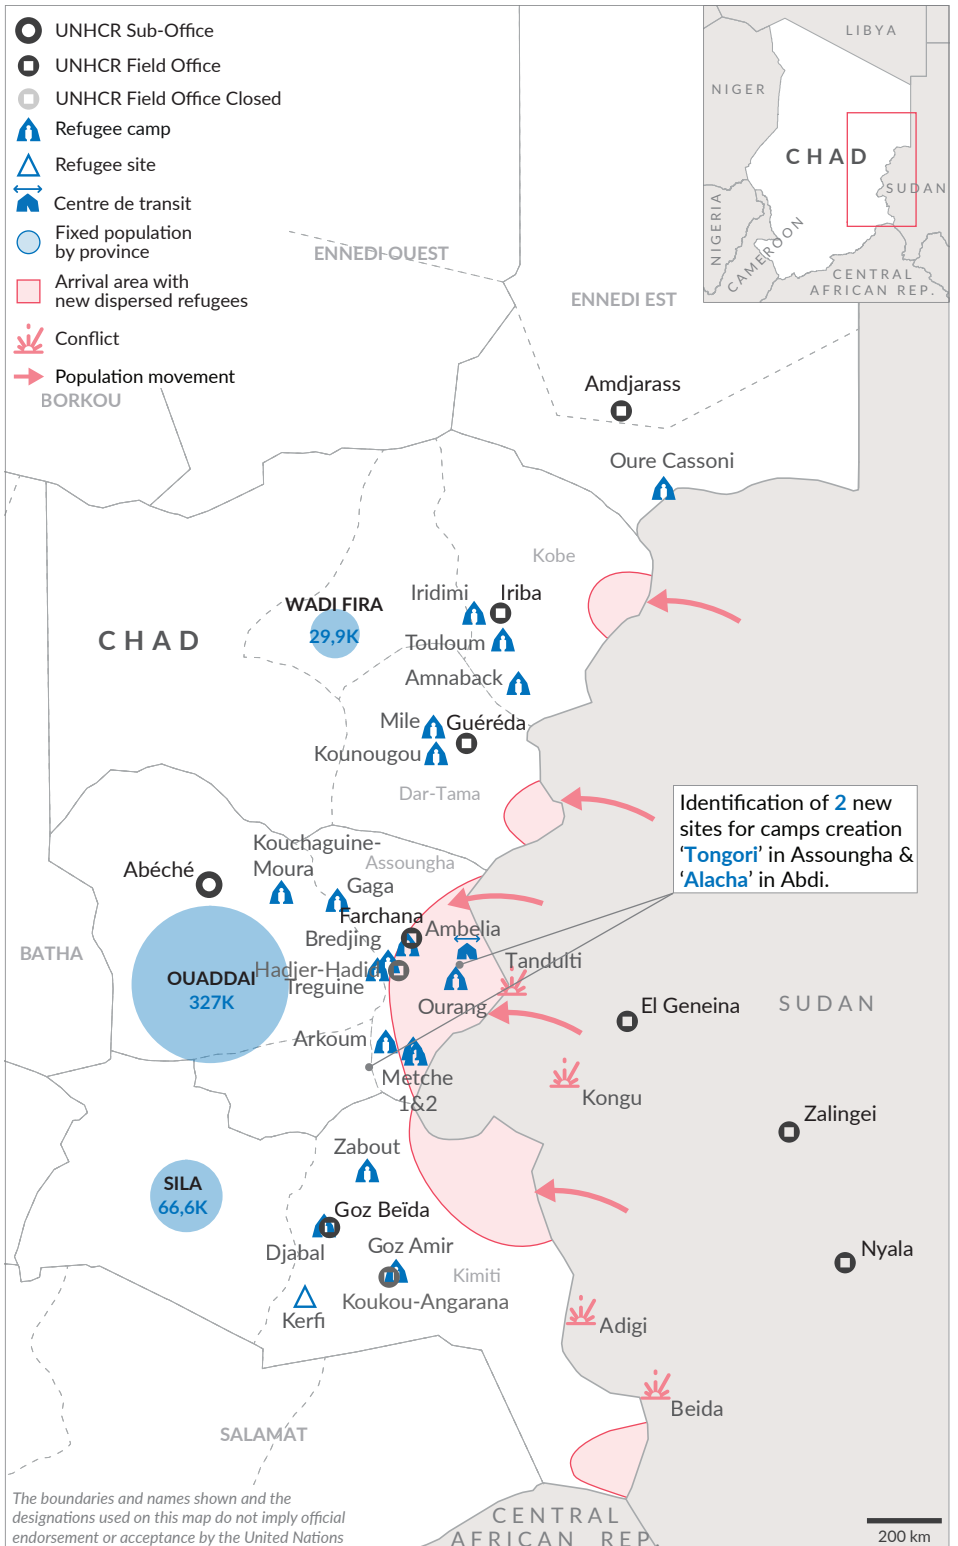 UNHCR Sub-Office
UNHCR Field Office
UNHCR Field Office Closed
Refugee camp
Refugee site
Centre de transit
Fixed population
by province
Arrival area with
new dispersed refugees
Conflict
Population movement
LIBYA
NIGER
CHAD
SUDAN
NIGERIA
CAMEROON
CENTRAL
AFRICAN REP.
ENNEDI-OUEST
ENNEDI EST
BORKOU
Amdjarass
Oure Cassoni
Kobe
Iridimi
Iriba
WADI FIRA
29,9K
CHAD
Touloum
Amnaback
Mile
Guéréda
Kounougou
Dar-Tama
Identification of 2 new
sites for camps creation
‘Tongori’ in Assoungha &
‘Alacha’ in Abdi.
Kouchaguine-
Moura
Assoungha
Abéché
Gaga
Farchana
Ambelia
Bredjing
BATHA
Hadjer-Hadid
Treguine
Tandulti
OUADDAI
327K
Ourang
El Geneina
SUDAN
Arkoum
Metche
1&2
Kongu
Zalingei
Zabout
SILA
66,6K
Goz Beïda
Djabal
Goz Amir
Nyala
Kimiti
Koukou-Angarana
Kerfi
Adigi
Beida
SALAMAT
The boundaries and names shown and the
designations used on this map do not imply official
endorsement or acceptance by the United Nations
CENTRAL
AFRICAN REP.
200 km